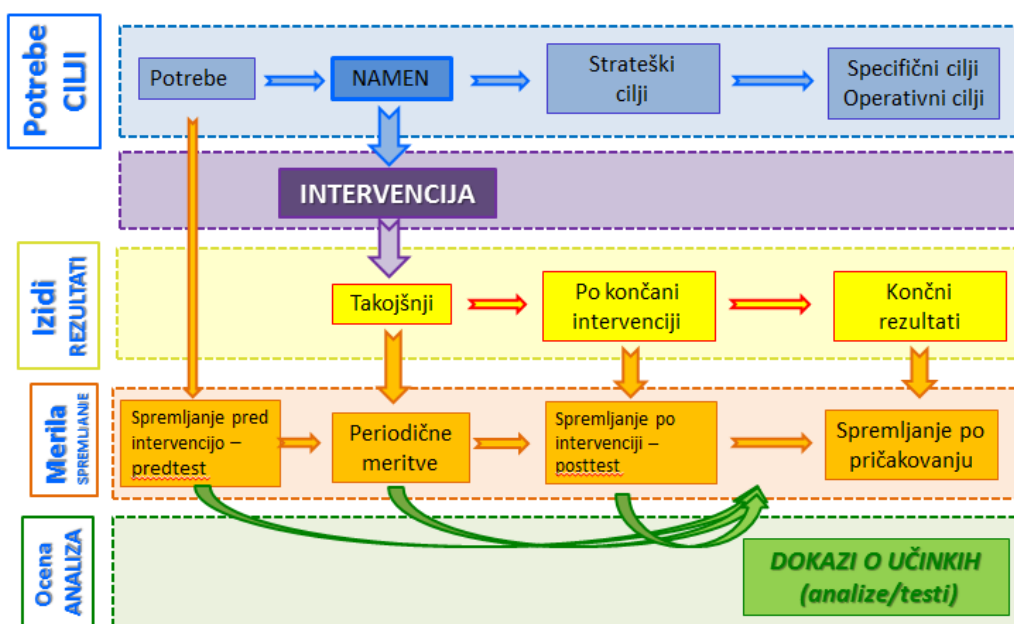 Potrebe
CILJI
Potrebe
NAMEN
Strateški
cilji
Specifični cilji
Operativni cilji
INTERVENCIJA
Izidi
REZULTATI
Takojšnji
Po končani
intervenciji
Končni
rezultati
Merila
SPREMLJANJE
Spremljanje pred
intervencijo –
predtest
Periodične
meritve
Spremljanje po
intervenciji –
posttest
Spremljanje po
pričakovanju
Ocena
ANALIZA
DOKAZI O UČINKIH
(analize/testi)